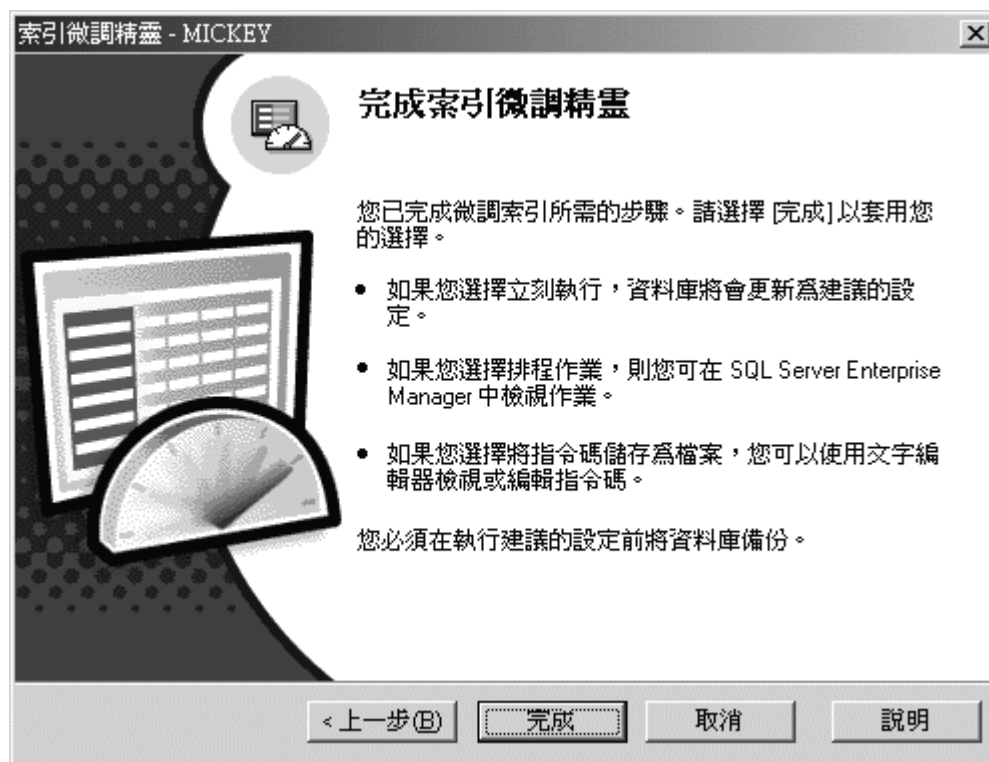 索引微調精靈 - MICKEY
完成索引微調精靈
您已完成微調索引所需的步驟。請選擇 [完成] 以套用您
的選擇。
• 如果您選擇立刻執行，資料庫將會更新為建議的設
定。
• 如果您選擇排程作業，則您可在 SQL Server Enterprise
Manager 中檢視作業。
• 如果您選擇將指令碼儲存為檔案，您可以使用文字編
輯器檢視或編輯指令碼。
您必須在執行建議的設定前將資料庫備份。
< 上一步(B) 完成 取消 說明